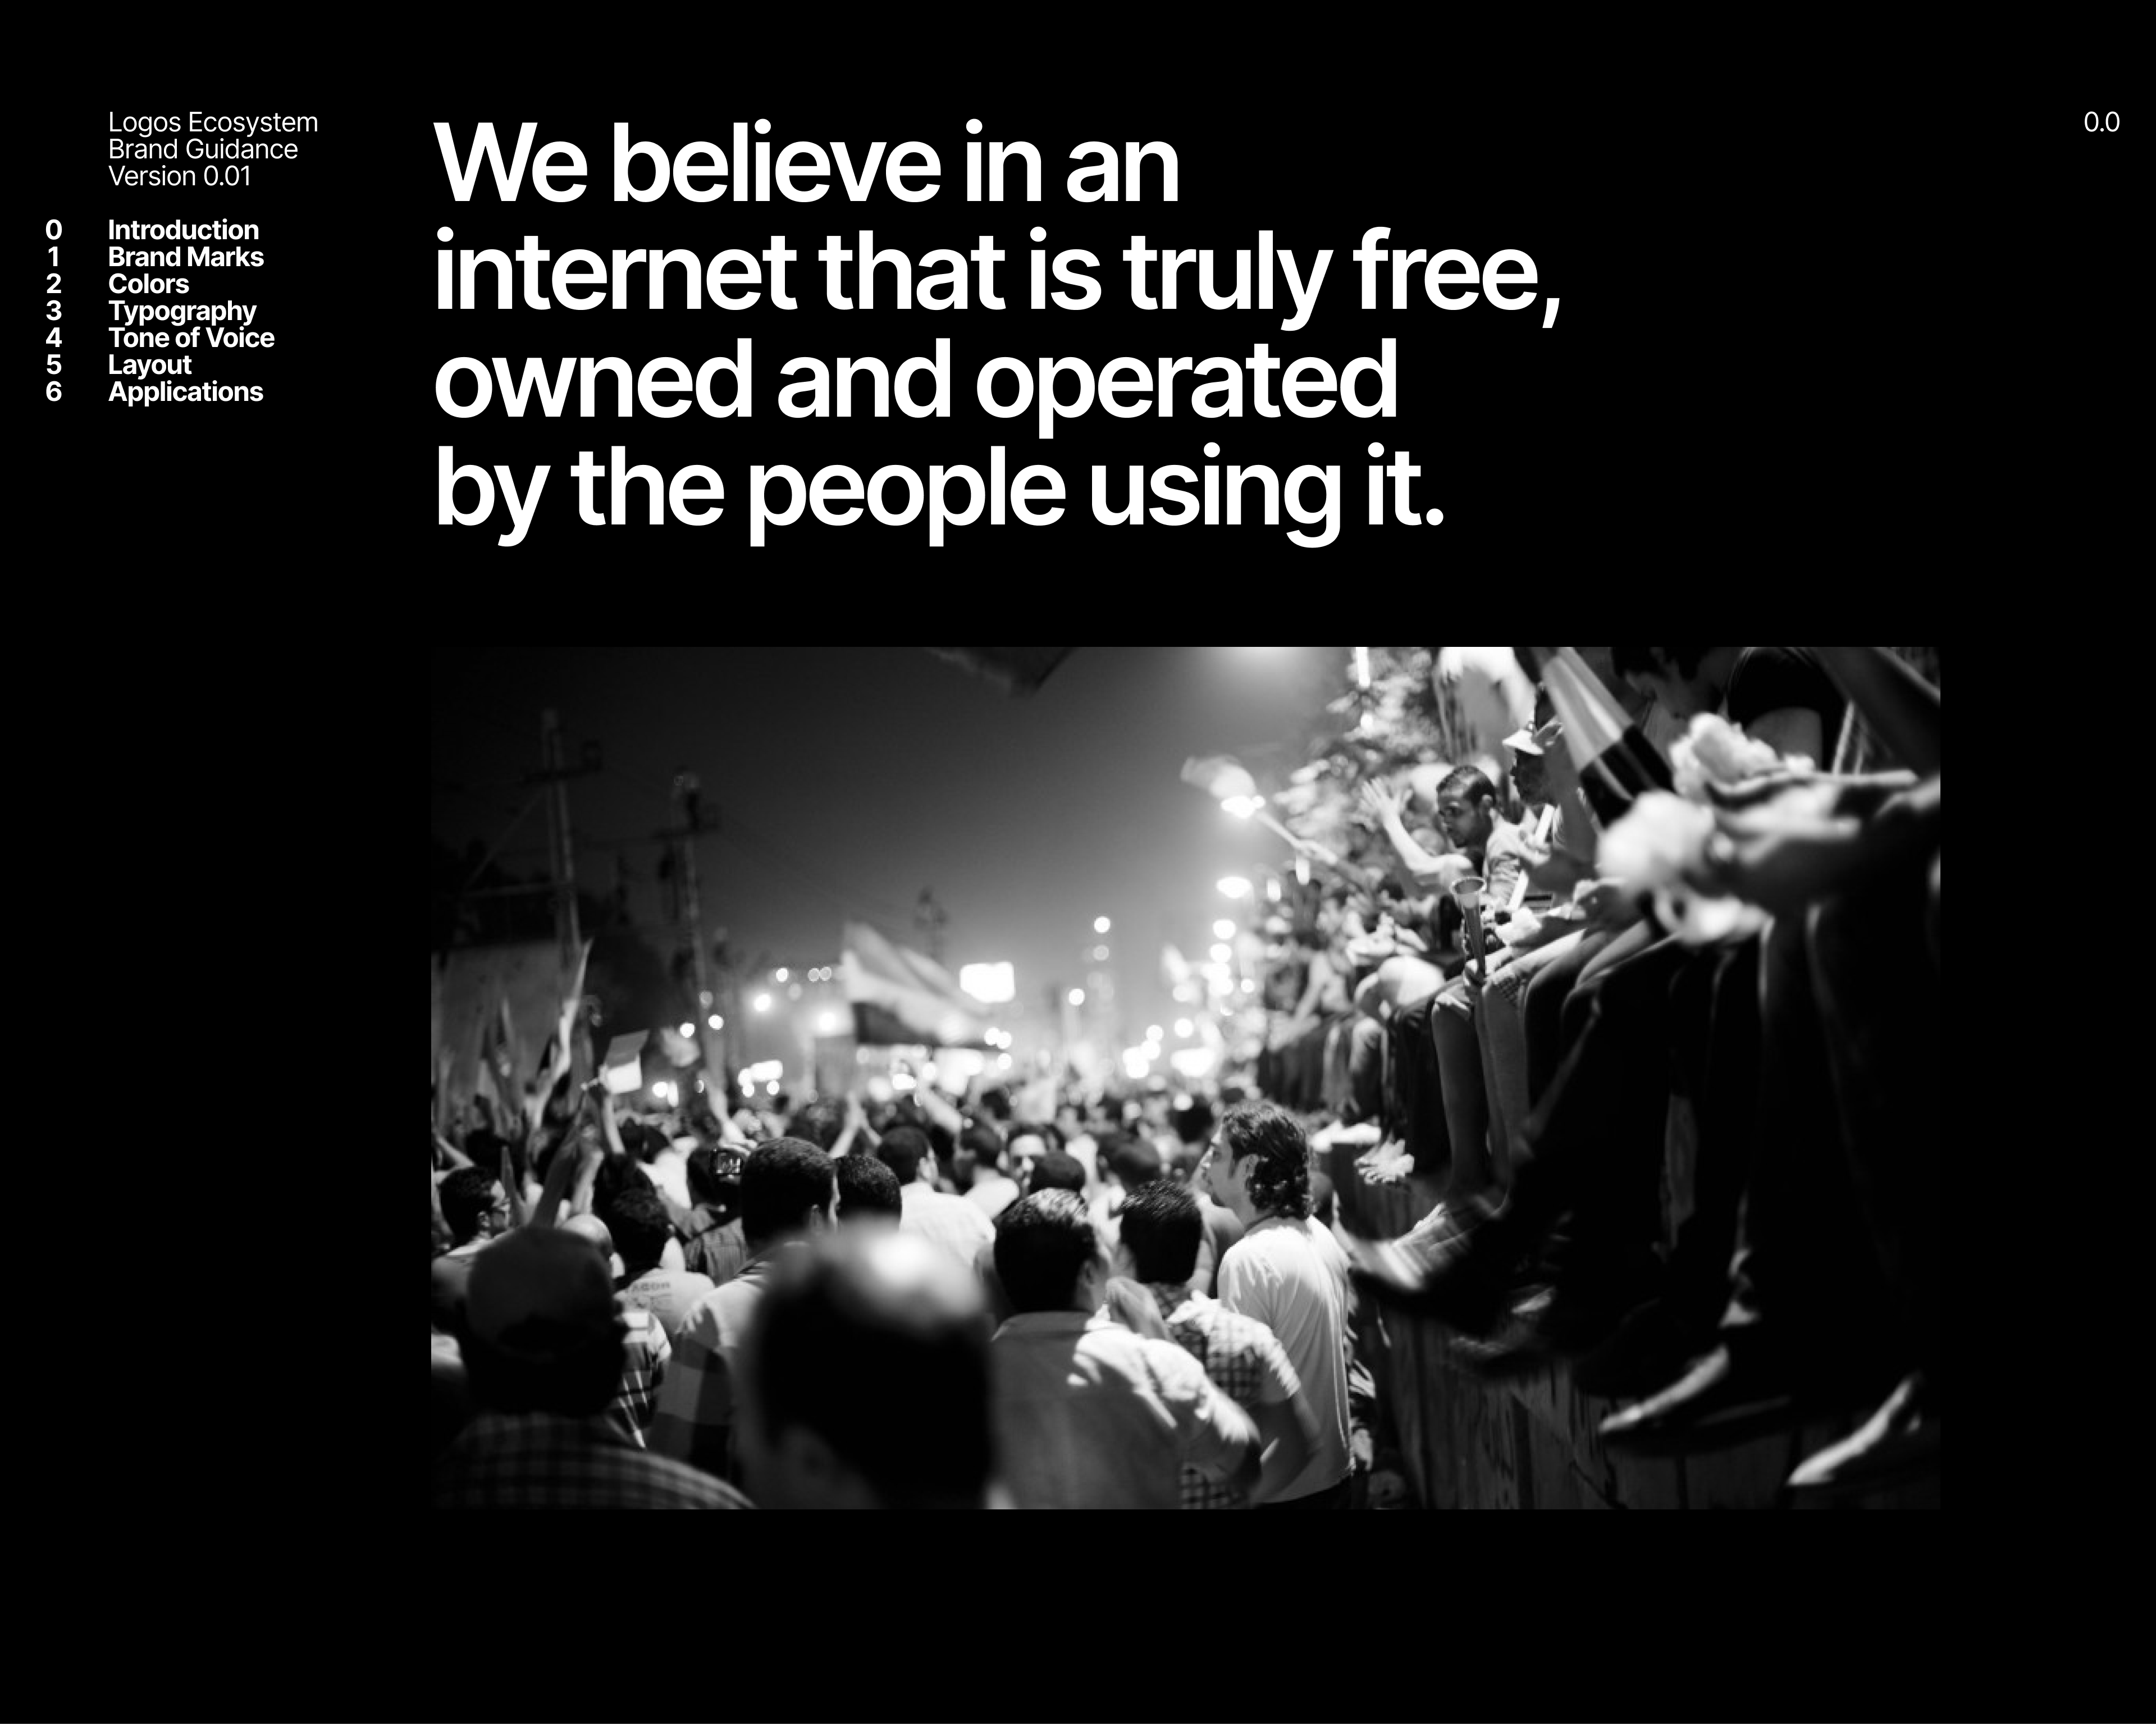 Logos Ecosystem
Brand Guidance
Version 0.01
0 Introduction
1 Brand Marks
2 Colors
3 Typography
4 Tone of Voice
5 Layout
6 Applications
We believe in an
internet that is truly free,
owned and operated
by the people using it.
0.0